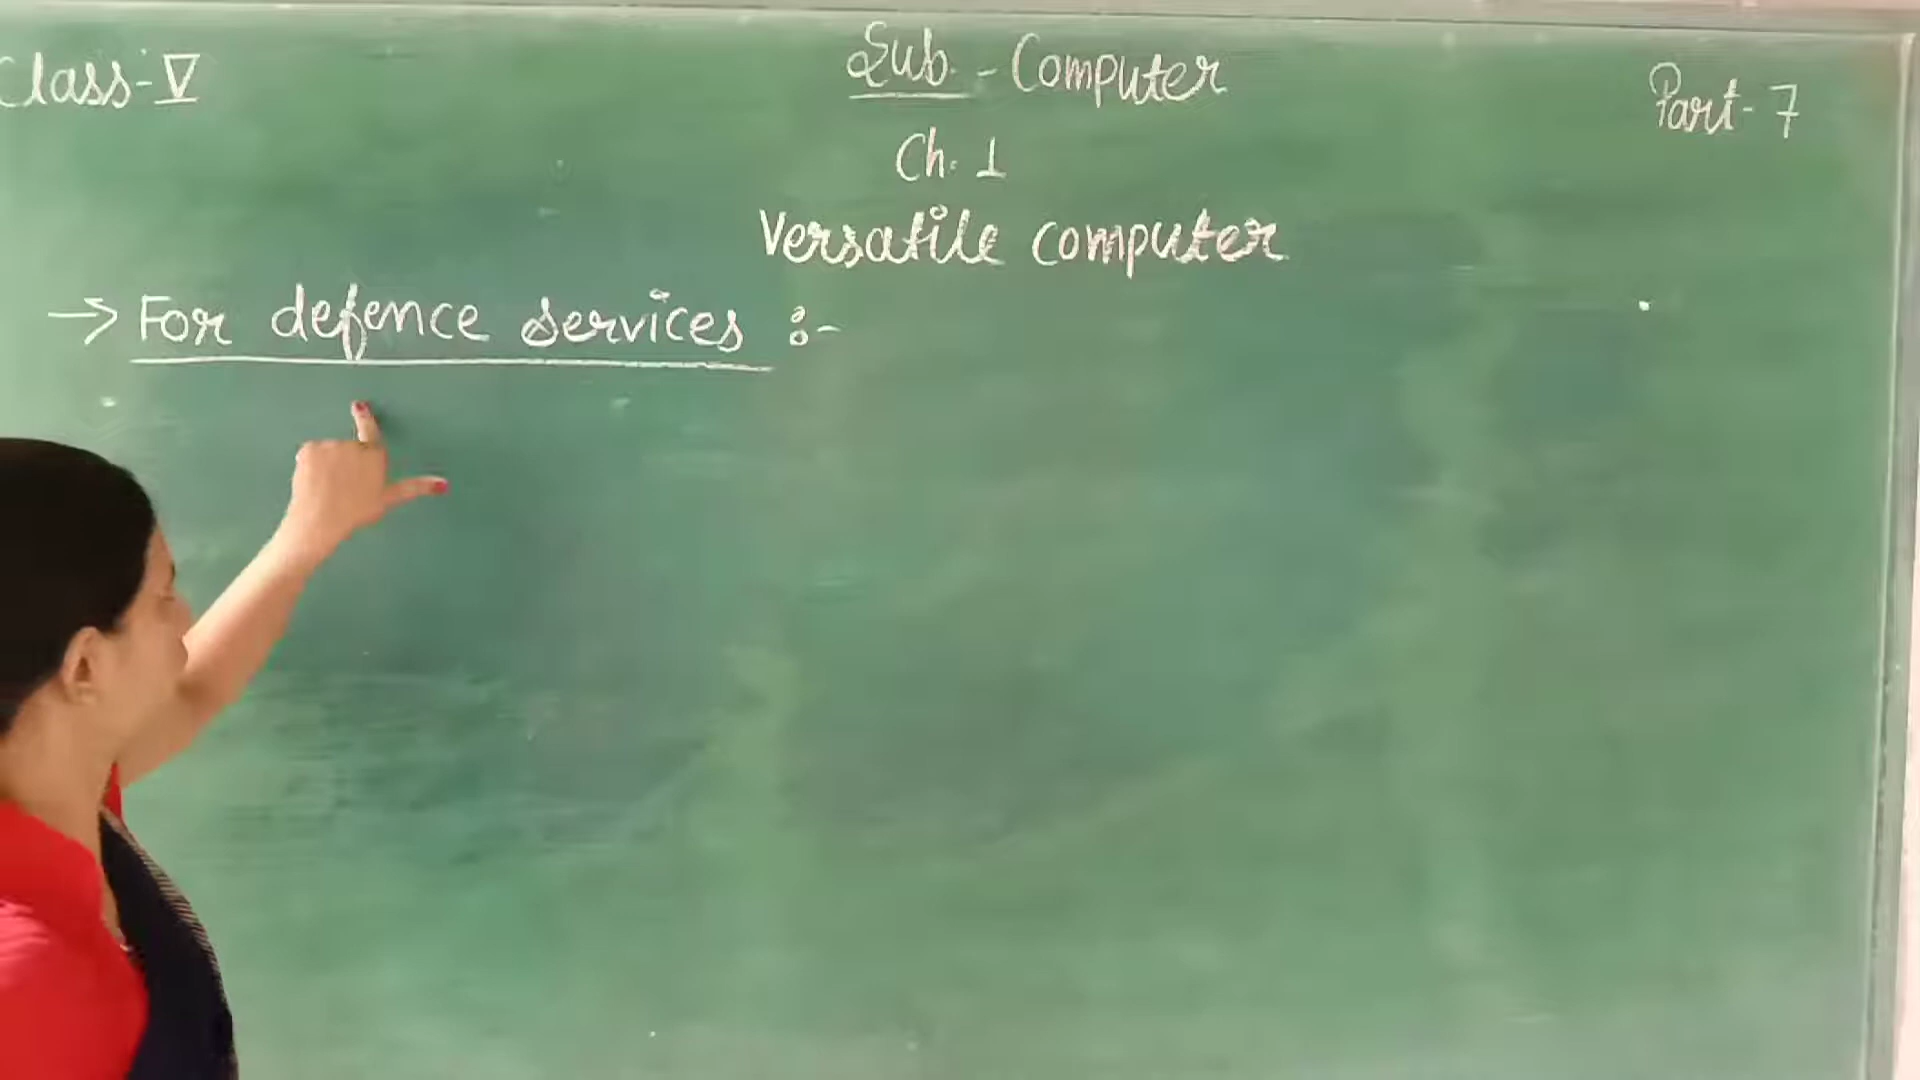 Class-V
Sub.-Computer
Part-7
Ch. 1
Versatile computer
→ For defence services :-